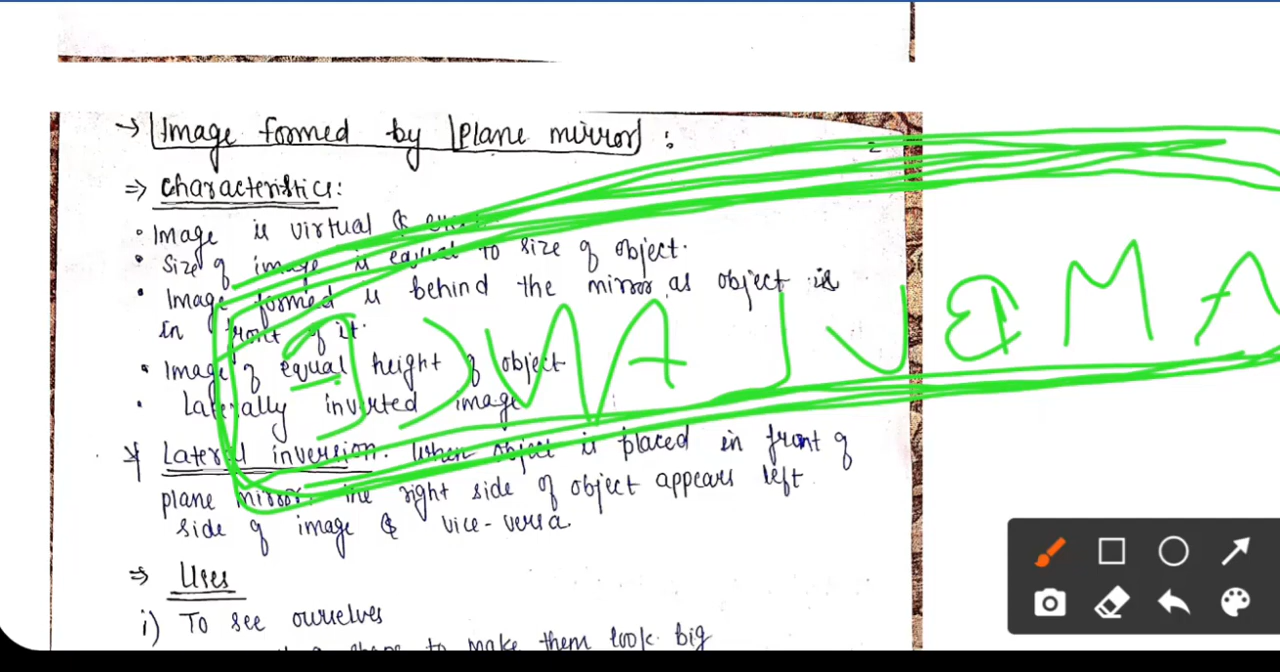 → Image formed by Plane mirror :
⇒ Characteristics:
• Image is virtual &
• Size of image is equal to size of object.
• Image formed is behind the mirror as object is
in front of it.
• Image of equal height of object
• Laterally inverted image
* Lateral inversion. When object is placed in front of
plane mirror, the right side of object appears left
side of image & vice-versa.
⇒ Uses
i) To see ourselves
to make them look big